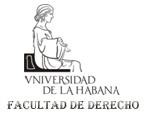 VNIVERSIDAD
DE LA HABANA
FACULTAD DE DERECHO